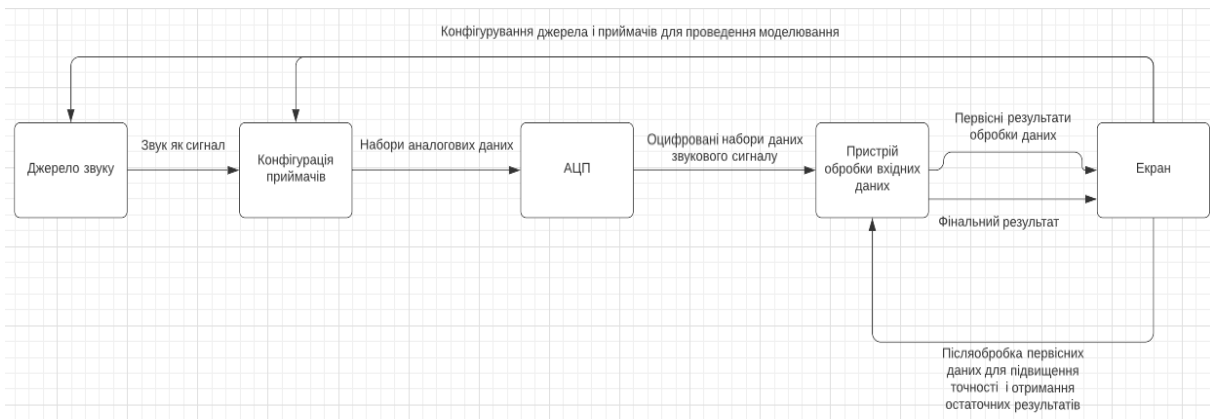 Конфігурування джерела і приймачів для проведення моделювання
Джерело звуку
Звук як сигнал
Конфігурація
приймачів
Набори аналогових даних
АЦП
Оцифровані набори даних
звукового сигналу
Пристрій
обробки вхідних
даних
Первісні результати
обробки даних
Фінальний результат
Екран
Післяобробка первісних
даних для підвищення
точності і отримання
остаточних результатів